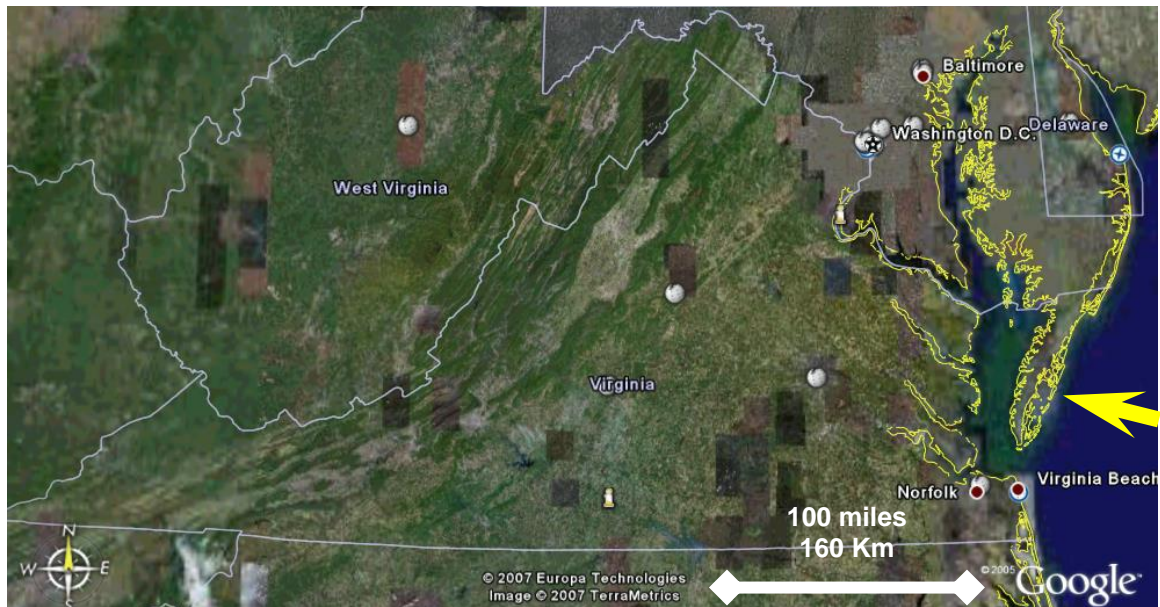 Baltimore
Washington D.C.
Delaware
West Virginia
Virginia
Norfolk
Virginia Beach
100 miles
160 Km
N
W
E
S
© 2007 Europa Technologies
Image © 2007 TerraMetrics
©2005
Google™